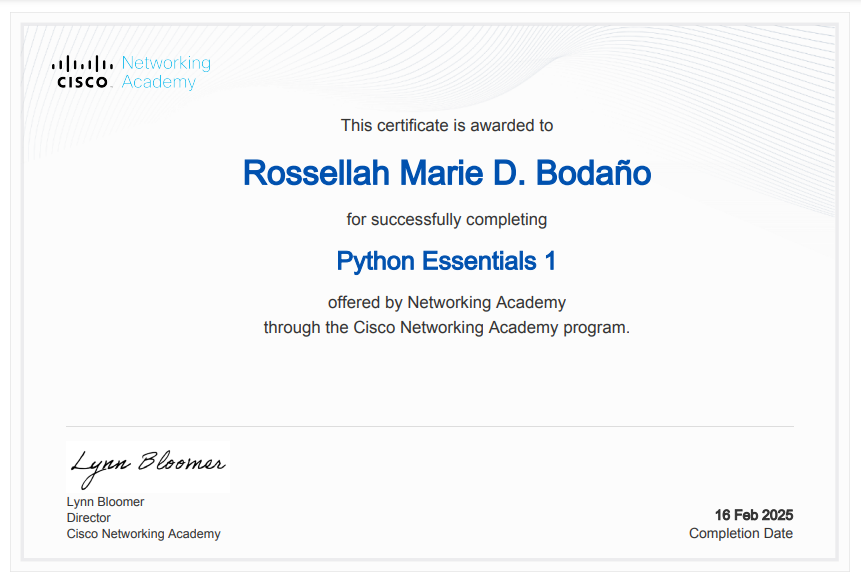 Networking
CISCO Academy
This certificate is awarded to
Rossellah Marie D. Bodaño
for successfully completing
Python Essentials 1
offered by Networking Academy
through the Cisco Networking Academy program.
Lynn Bloomer
Lynn Bloomer
Director
Cisco Networking Academy
16 Feb 2025
Completion Date